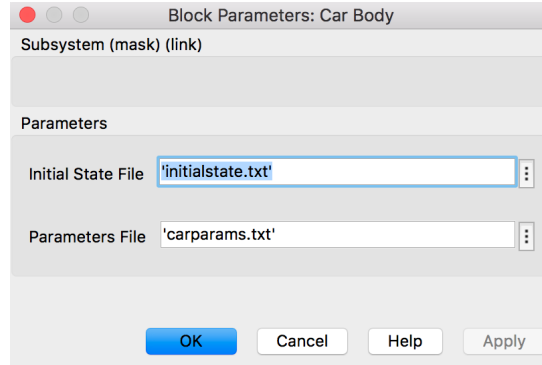 Block Parameters: Car Body
Subsystem (mask) (link)
Parameters
Initial State File 'initialstate.txt'
Parameters File 'carparams.txt'
OK Cancel Help Apply